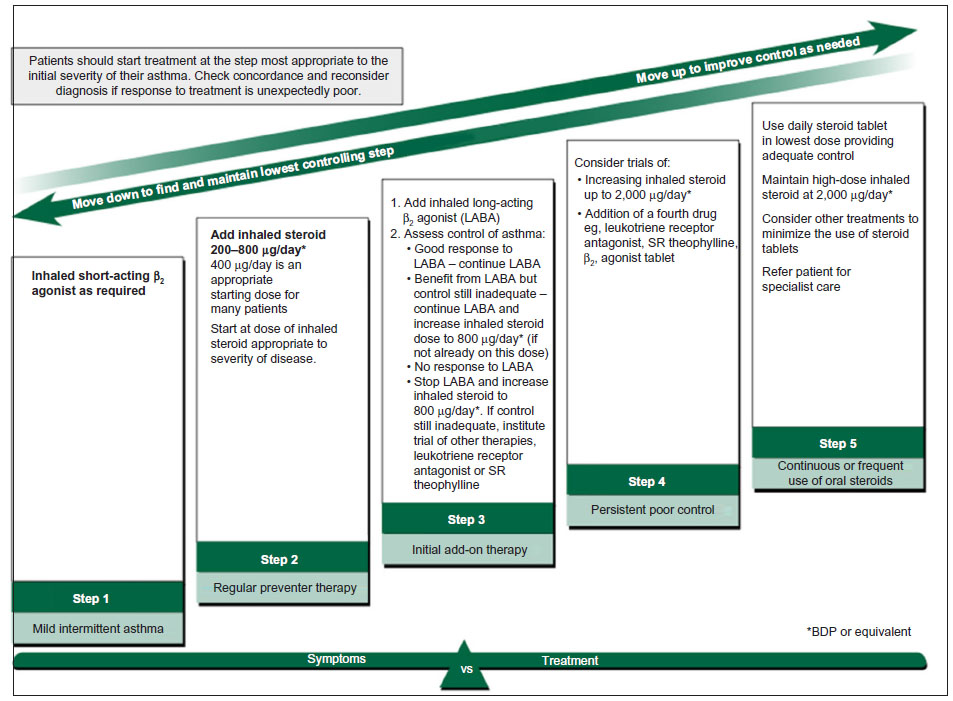 Patients should start treatment at the step most appropriate to the
initial severity of their asthma. Check concordance and reconsider
diagnosis if response to treatment is unexpectedly poor.
Move up to improve control as needed
Move down to find and maintain lowest controlling step
Inhaled short-acting β2
agonist as required
Step 1
Mild intermittent asthma
Add inhaled steroid
200–800 μg/day*
400 μg/day is an
appropriate
starting dose for
many patients
Start at dose of inhaled
steroid appropriate to
severity of disease.
Step 2
Regular preventer therapy
1. Add inhaled long-acting
β2 agonist (LABA)
2. Assess control of asthma:
• Good response to
LABA – continue LABA
• Benefit from LABA but
control still inadequate –
continue LABA and
increase inhaled steroid
dose to 800 μg/day* (if
not already on this dose)
• No response to LABA
• Stop LABA and increase
inhaled steroid to
800 μg/day*. If control
still inadequate, institute
trial of other therapies,
leukotriene receptor
antagonist or SR
theophylline
Step 3
Initial add-on therapy
Consider trials of:
• Increasing inhaled steroid
up to 2,000 μg/day*
• Addition of a fourth drug
eg, leukotriene receptor
antagonist, SR theophylline,
β2, agonist tablet
Step 4
Persistent poor control
Use daily steroid tablet
in lowest dose providing
adequate control
Maintain high-dose inhaled
steroid at 2,000 μg/day*
Consider other treatments to
minimize the use of steroid
tablets
Refer patient for
specialist care
Step 5
Continuous or frequent
use of oral steroids
*BDP or equivalent
Symptoms
vs
Treatment